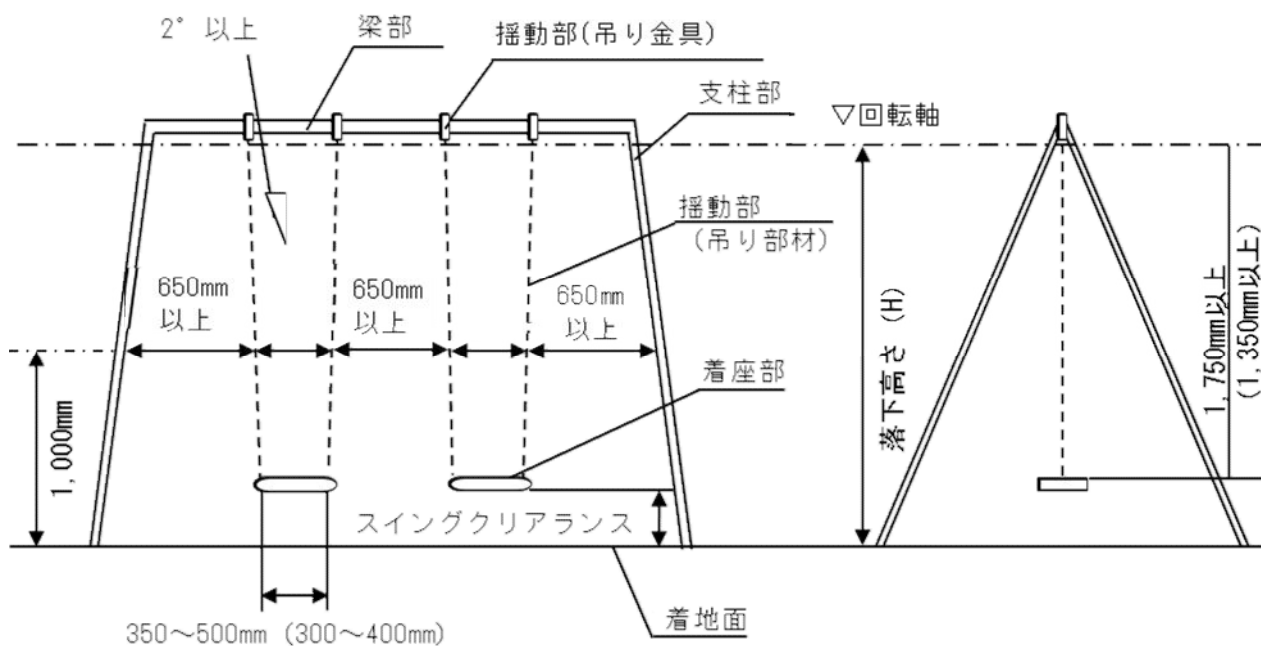 2° 以上
梁部
揺動部(吊り金具)
支柱部
▽回転軸
揺動部
(吊り部材)
650mm
以上
650mm
以上
650mm
以上
着座部
1,000mm
スイングクリアランス
350～500mm (300～400mm)
着地面
落下高さ (H)
1,750mm以上
(1,350mm以上)